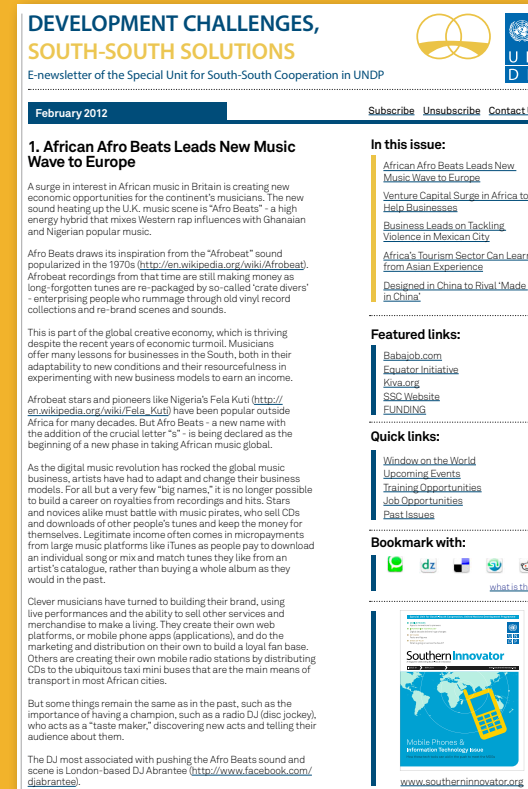 DEVELOPMENT CHALLENGES,
SOUTH-SOUTH SOLUTIONS
E-newsletter of the Special Unit for South-South Cooperation in UNDP
U
D
February 2012
Subscribe Unsubscribe Contact
1. African Afro Beats Leads New Music
Wave to Europe
A surge in interest in African music in Britain is creating new
economic opportunities for the continent's musicians. The new
sound heating up the U.K. music scene is "Afro Beats" - a high
energy hybrid that mixes Western rap influences with Ghanaian
and Nigerian popular music.
Afro Beats draws its inspiration from the "Afrobeat" sound
popularized in the 1970s (http://en.wikipedia.org/wiki/Afrobeat).
Afrobeat recordings from that time are still making money as
long-forgotten tunes are re-packaged by so-called 'crate divers'
- enterprising people who rummage through old vinyl record
collections and re-brand scenes and sounds.
This is part of the global creative economy, which is thriving
despite the recent years of economic turmoil. Musicians
offer many lessons for businesses in the South, both in their
adaptability to new conditions and their resourcefulness in
experimenting with new business models to earn an income.
Afrobeat stars and pioneers like Nigeria's Fela Kuti (http://
en.wikipedia.org/wiki/Fela_Kuti) have been popular outside
Africa for many decades. But Afro Beats - a new name with
the addition of the crucial letter "s" - is being declared as the
beginning of a new phase in taking African music global.
As the digital music revolution has rocked the global music
business, artists have had to adapt and change their business
models. For all but a very few "big names," it is no longer possible
to build a career on royalties from recordings and hits. Stars
and novices alike must battle with music pirates, who sell CDs
and downloads of other people's tunes and keep the money for
themselves. Legitimate income often comes in micropayments
from large music platforms like iTunes as people pay to download
an individual song or mix and match tunes they like from an
artist's catalogue, rather than buying a whole album as they
would in the past.
Clever musicians have turned to building their brand, using
live performances and the ability to sell other services and
merchandise to make a living. They create their own web
platforms, or mobile phone apps (applications), and do the
marketing and distribution on their own to build a loyal fan base.
Others are creating their own mobile radio stations by distributing
CDs to the ubiquitous taxi mini buses that are the main means of
transport in most African cities.
But some things remain the same as in the past, such as the
importance of having a champion, such as a radio DJ (disc jockey),
who acts as a "taste maker," discovering new acts and telling their
audience about them.
The DJ most associated with pushing the Afro Beats sound and
scene is London-based DJ Abrantee (http://www.facebook.com/
djabrantee).
In this issue:
African Afro Beats Leads New
Music Wave to Europe
Venture Capital Surge in Africa to
Help Businesses
Business Leads on Tackling
Violence in Mexican City
Africa's Tourism Sector Can Learn
from Asian Experience
Designed in China to Rival 'Made
in China'
Featured links:
Babajob.com
Equator Initiative
Kiva.org
SSC Website
FUNDING
Quick links:
Window on the World
Upcoming Events
Training Opportunities
Job Opportunities
Past Issues
Bookmark with:
dz
what is th
Southern Innovator
Mobile Phones &
Information Technology Issue
www.southerninnovator.org